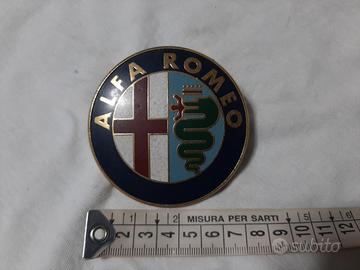 ALFA ROMEO
MISURA PER SARTI
1 2 3 4 5 6 7 8 9 10 11 12
subito